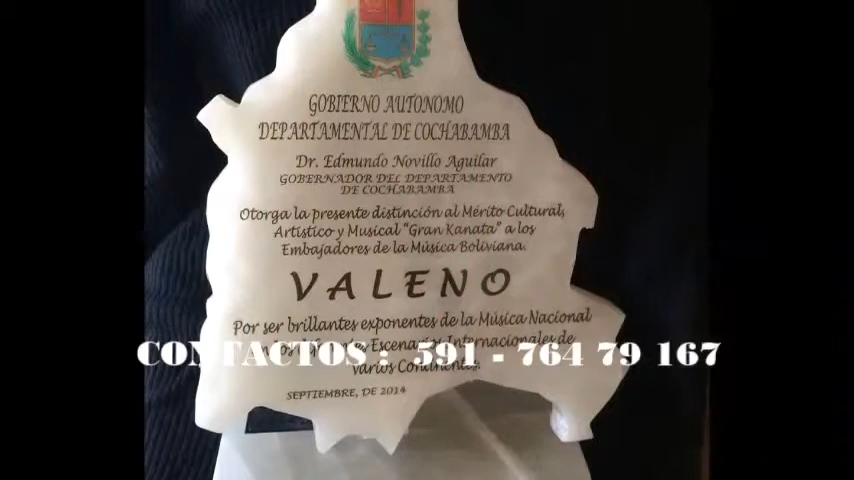 GOBIERNO AUTONOMO
DEPARTAMENTAL DE COCHABAMBA
Dr. Edmundo Novillo Aguilar
GOBERNADOR DEL DEPARTAMENTO
DE COCHABAMBA
Otorga la presente distinción al Mérito Cultural,
Artístico y Musical "Gran Kanata" a los
Embajadores de la Música Boliviana.
VALENO
Por ser brillantes exponentes de la Música Nacional
Escenarios Internacionales de
varios Continentes.
CONTACTOS : 591 - 764 79 167
SEPTIEMBRE, DE 2014